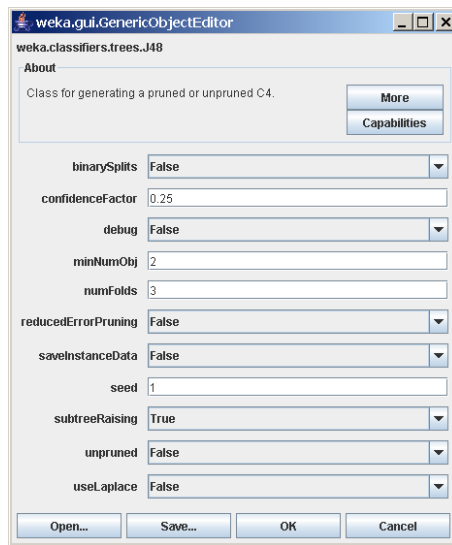 weka.gui.GenericObjectEditor
weka.classifiers.trees.J48
About
Class for generating a pruned or unpruned C4.
More
Capabilities
binarySplits False
confidenceFactor 0.25
debug False
minNumObj 2
numFolds 3
reducedErrorPruning False
saveInstanceData False
seed 1
subtreeRaising True
unpruned False
useLaplace False
Open... Save... OK Cancel